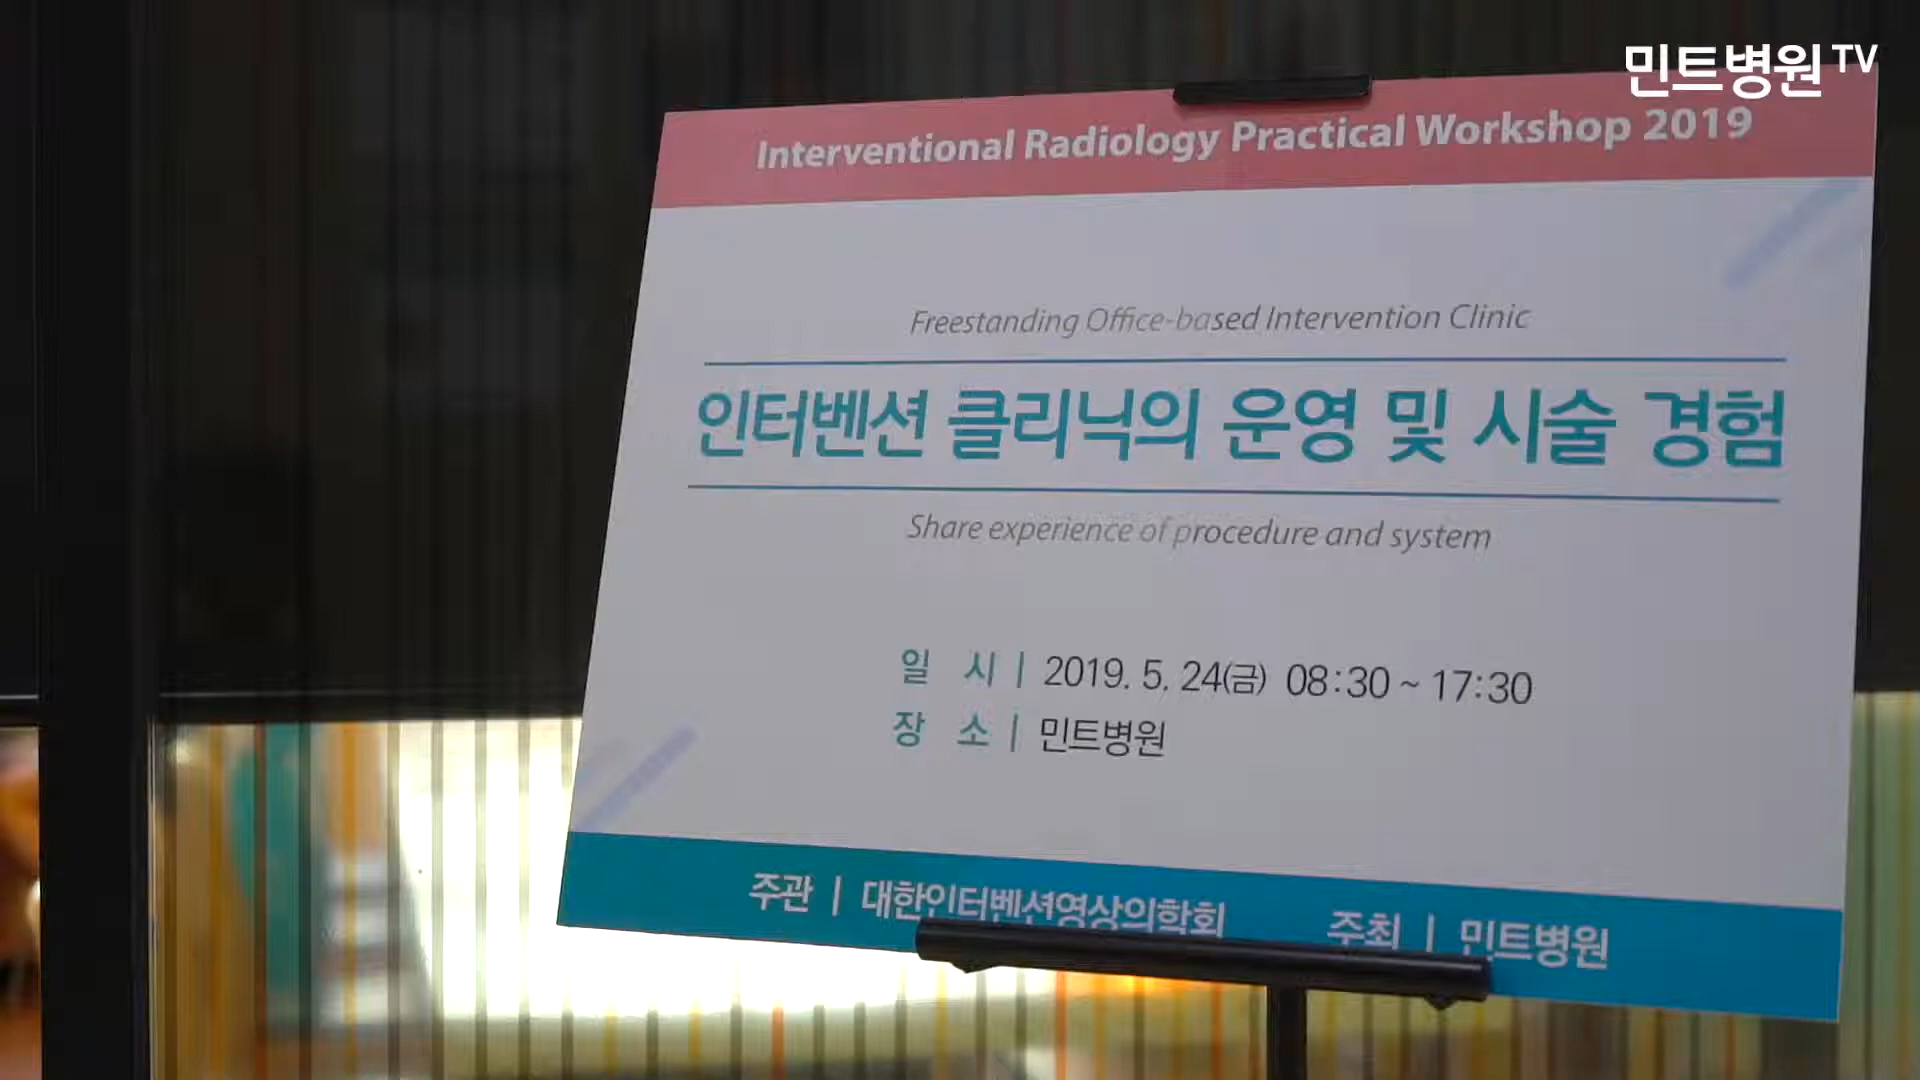 민트병원 TV
Interventional Radiology Practical Workshop 2019
Freestanding Office-based Intervention Clinic
인터벤션 클리닉의 운영 및 시술 경험
Share experience of procedure and system
일 시 | 2019. 5. 24(금) 08:30 ~ 17:30
장 소 | 민트병원
주관 | 대한인터벤션영상의학회 주최 | 민트병원